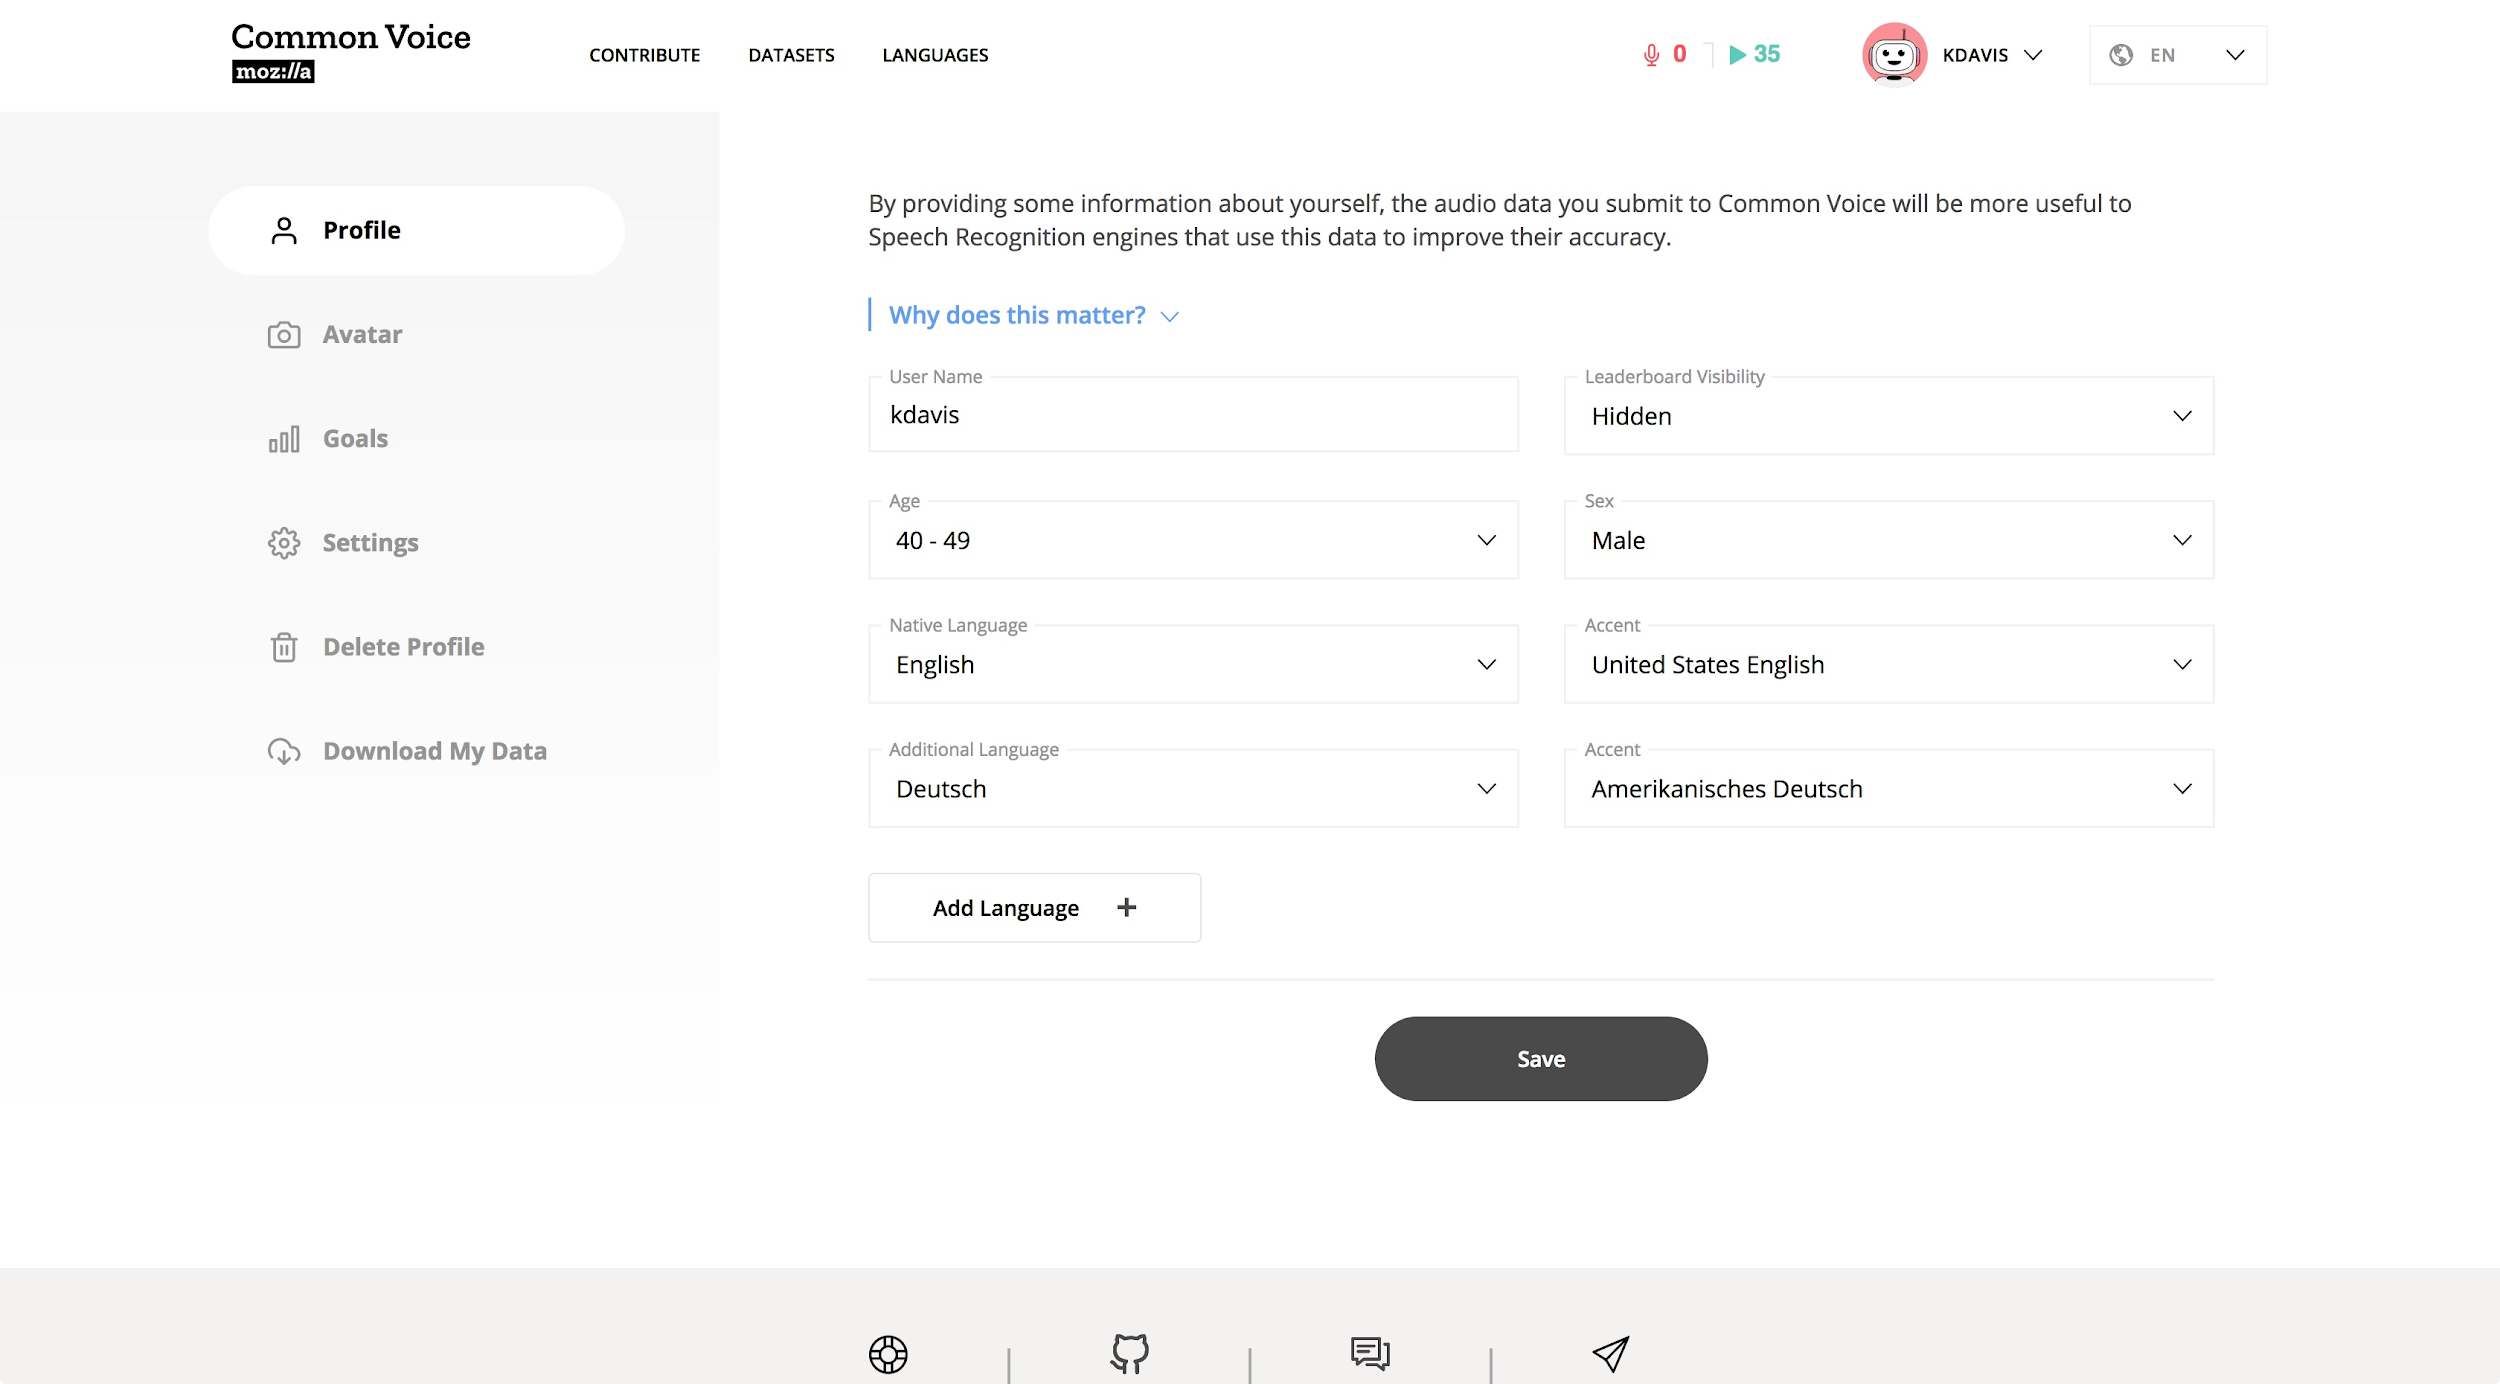 Common Voice
moz://a
CONTRIBUTE
DATASETS
LANGUAGES
0
35
KDAVIS
EN
Profile
Avatar
Goals
Settings
Delete Profile
Download My Data
By providing some information about yourself, the audio data you submit to Common Voice will be more useful to
Speech Recognition engines that use this data to improve their accuracy.
Why does this matter?
User Name
kdavis
Leaderboard Visibility
Hidden
Age
40 - 49
Sex
Male
Native Language
English
Accent
United States English
Additional Language
Deutsch
Accent
Amerikanisches Deutsch
Add Language +
Save